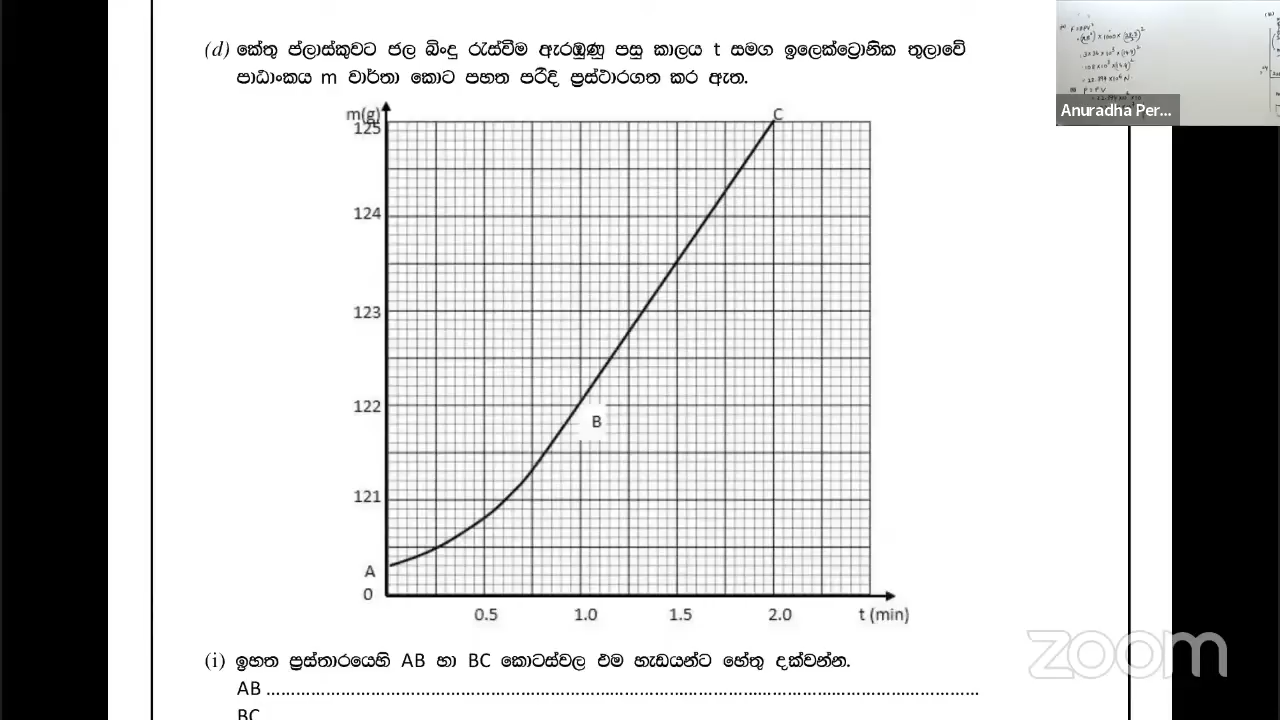 (d) කේතු ප්ලාස්කුවට ජල බිංදු රැස්වීම ඇරඹුණු පසු කාලය t සමග ඉලෙක්ට්‍රොනික තුලාවේ
පාඨාංකය m වාර්තා කොට පහත පරිදි ප්‍රස්ථාරගත කර ඇත.
m(g)
C
125
124
123
122
B
121
A
0
0.5 1.0 1.5 2.0 t (min)
(i) ඉහත ප්‍රස්තාරයෙහි AB හා BC කොටස්වල එම හැඩයන්ට හේතු දක්වන්න.
AB ................................................................
BC
Anuradha Per...
zoom